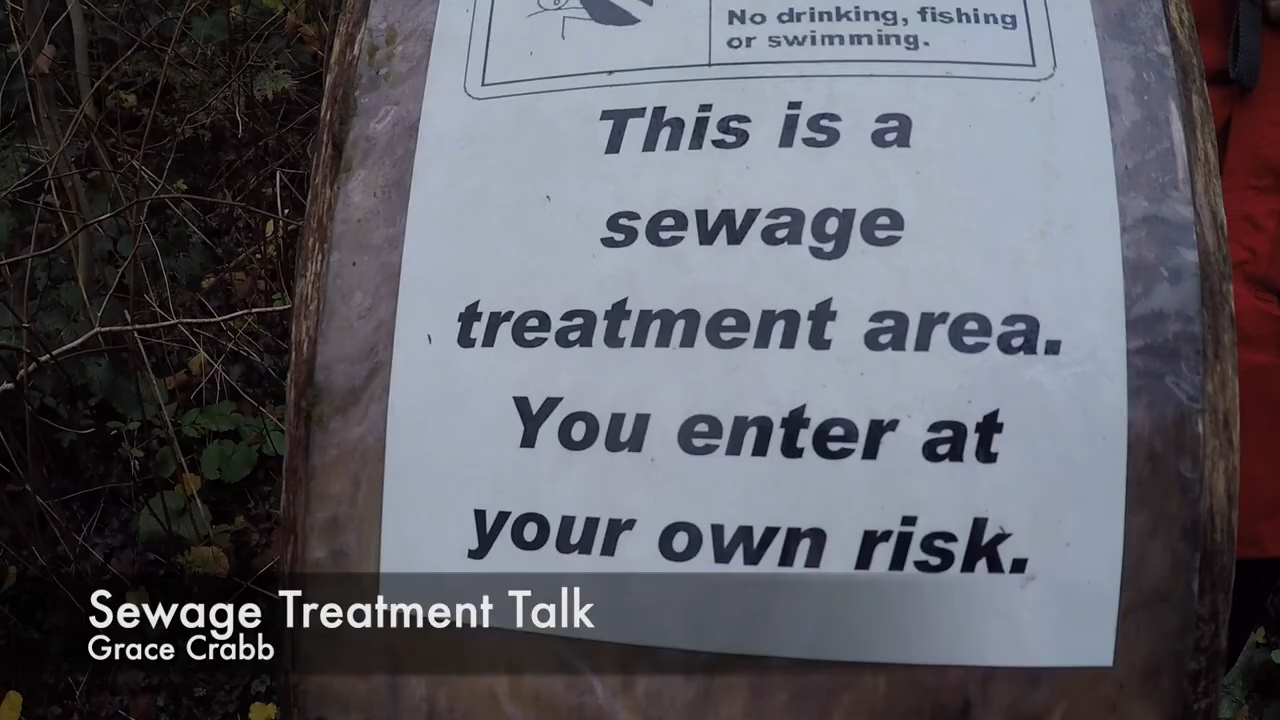 No drinking, fishing
or swimming.
This is a
sewage
treatment area.
You enter at
your own risk.
Sewage Treatment Talk
Grace Crabb